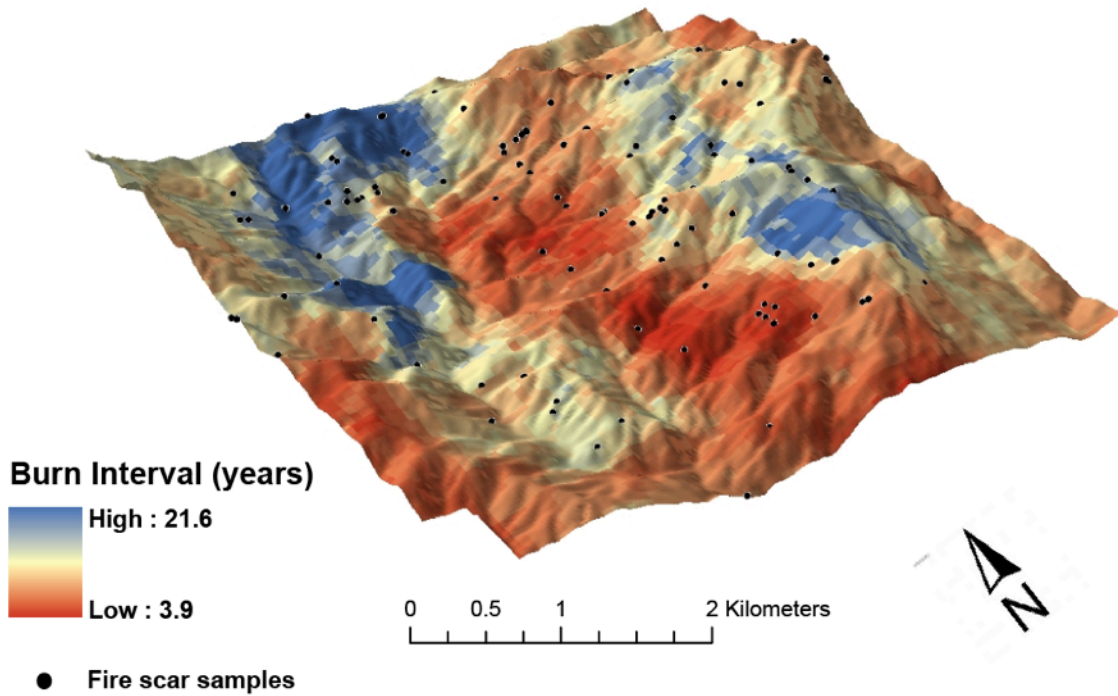 Burn Interval (years)
High : 21.6
Low : 3.9
0 0.5 1 2 Kilometers
N
Fire scar samples